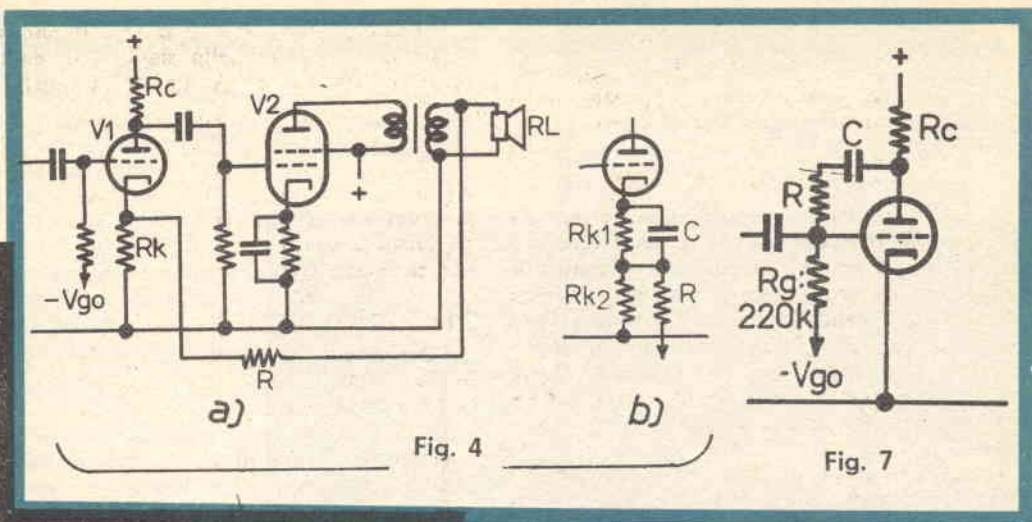 +
Rc
V1
V2
RL
+
Rk
-Vgo
R
a)
Rk1
C
Rk2
R
b)
Fig. 4
+
Rc
C
R
Rg:
220k
-Vgo
Fig. 7